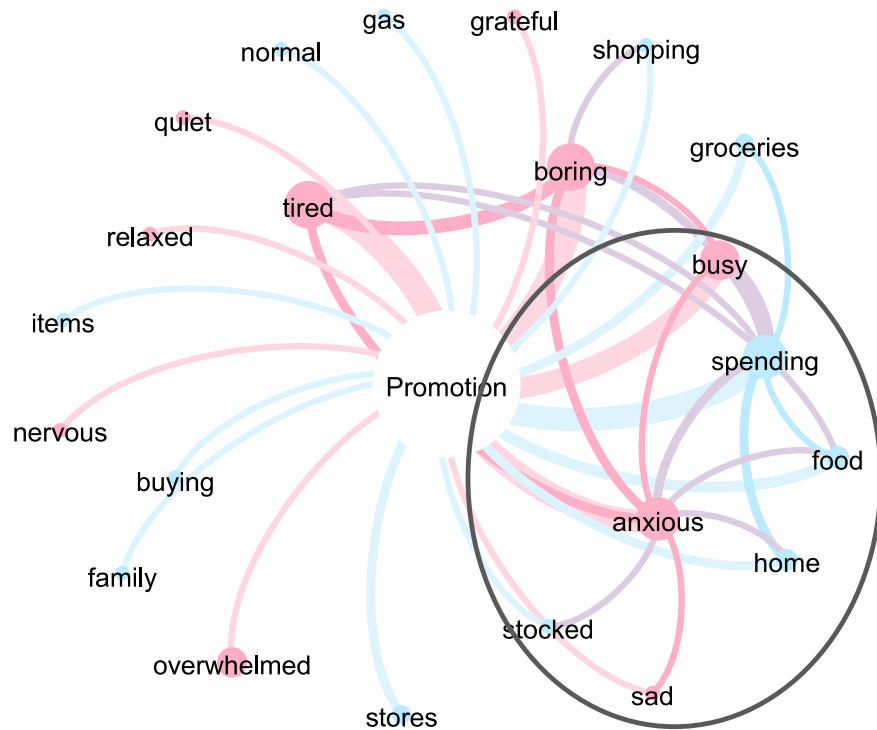 gas
grateful
normal
shopping
quiet
groceries
boring
tired
relaxed
busy
items
spending
Promotion
nervous
food
buying
anxious
home
family
stocked
overwhelmed
sad
stores